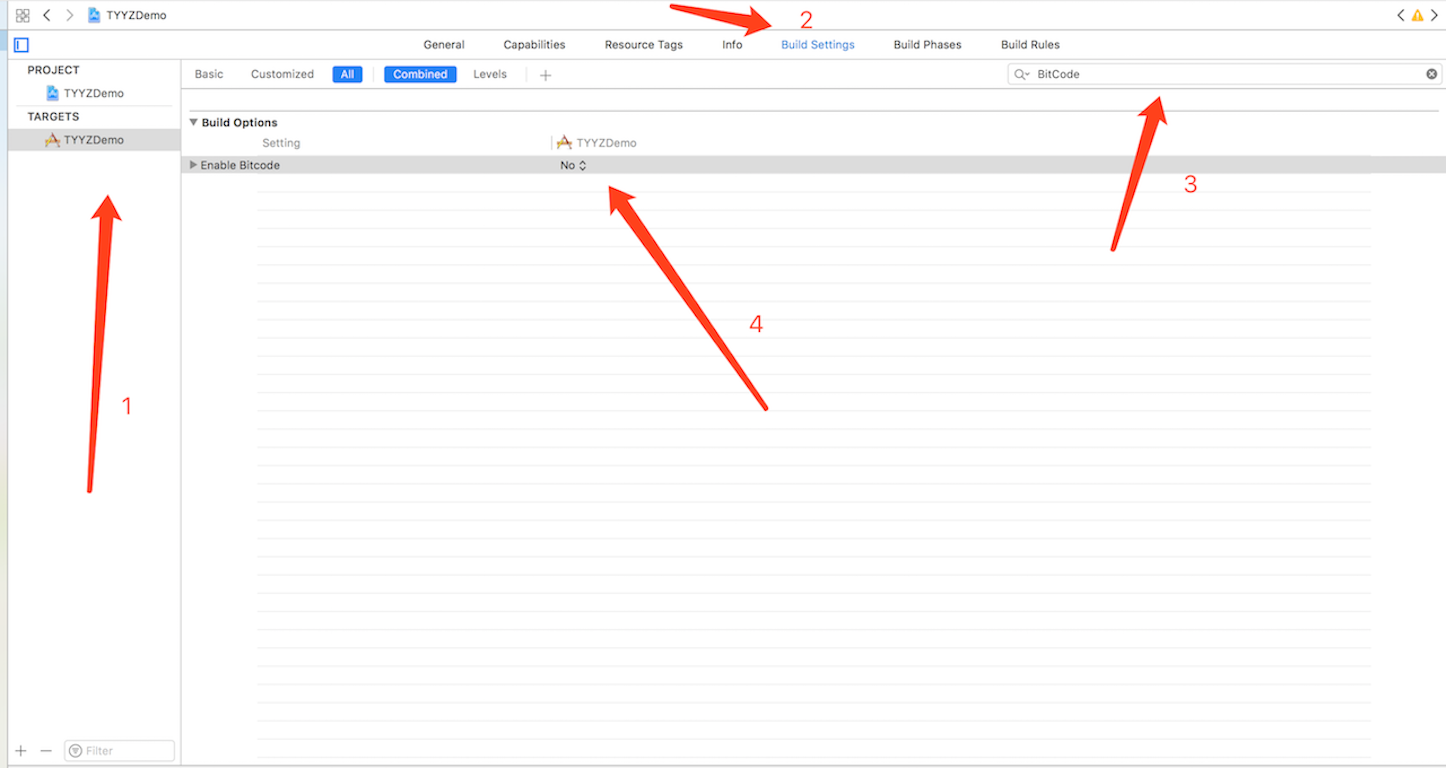 TYYZDemo
2
General Capabilities Resource Tags Info Build Settings Build Phases Build Rules
PROJECT
TYYZDemo
TARGETS
TYYZDemo
Basic Customized All Combined Levels
BitCode
Build Options
Setting TYYZDemo
Enable Bitcode No
3
4
1
Filter